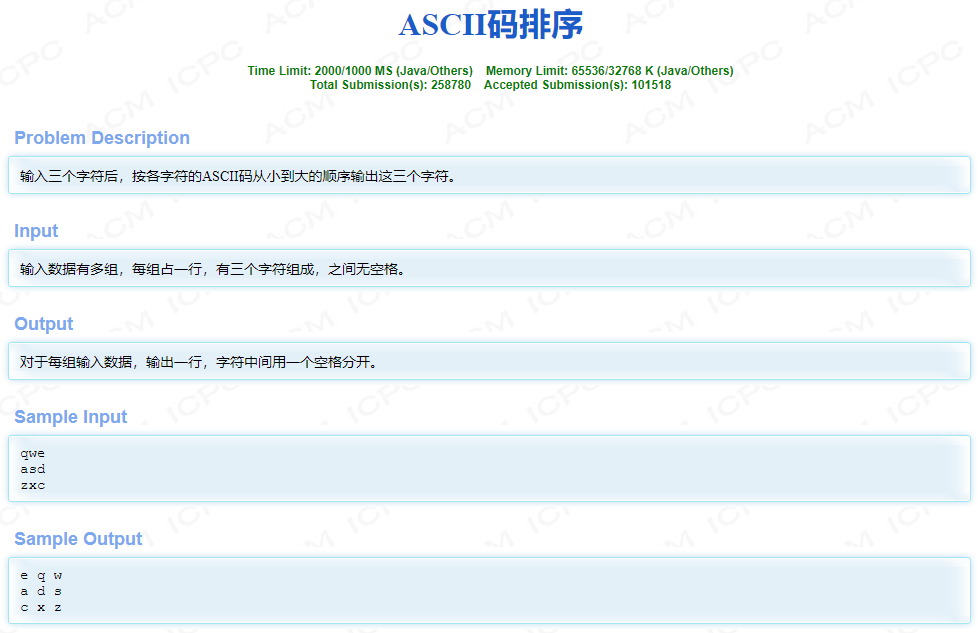 ASCII码排序
Time Limit: 2000/1000 MS (Java/Others)    Memory Limit: 65536/32768 K (Java/Others)
Total Submission(s): 258780    Accepted Submission(s): 101518
Problem Description
输入三个字符后，按各字符的ASCII码从小到大的顺序输出这三个字符。
Input
输入数据有多组，每组占一行，有三个字符组成，之间无空格。
Output
对于每组输入数据，输出一行，字符中间用一个空格分开。
Sample Input
qwe
asd
zxc
Sample Output
e q w
a d s
c x z